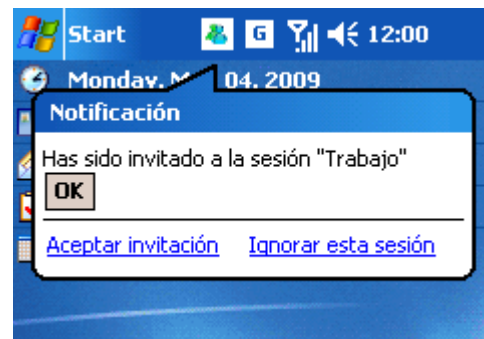 Start
G
12:00
Monday, M 04, 2009
Notificación
Has sido invitado a la sesión "Trabajo"
OK
Aceptar invitación Ignorar esta sesión